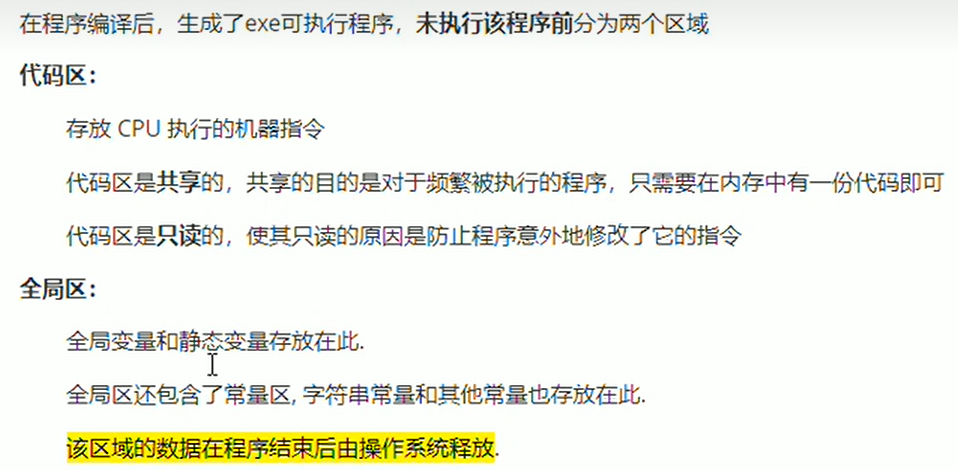 在程序编译后，生成了exe可执行程序，未执行该程序前分为两个区域
代码区：
存放 CPU 执行的机器指令
代码区是共享的，共享的目的是对于频繁被执行的程序，只需要在内存中有一份代码即可
代码区是只读的，使其只读的原因是防止程序意外地修改了它的指令
全局区：
全局变量和静态变量存放在此.
全局区还包含了常量区, 字符串常量和其他常量也存放在此.
该区域的数据在程序结束后由操作系统释放.